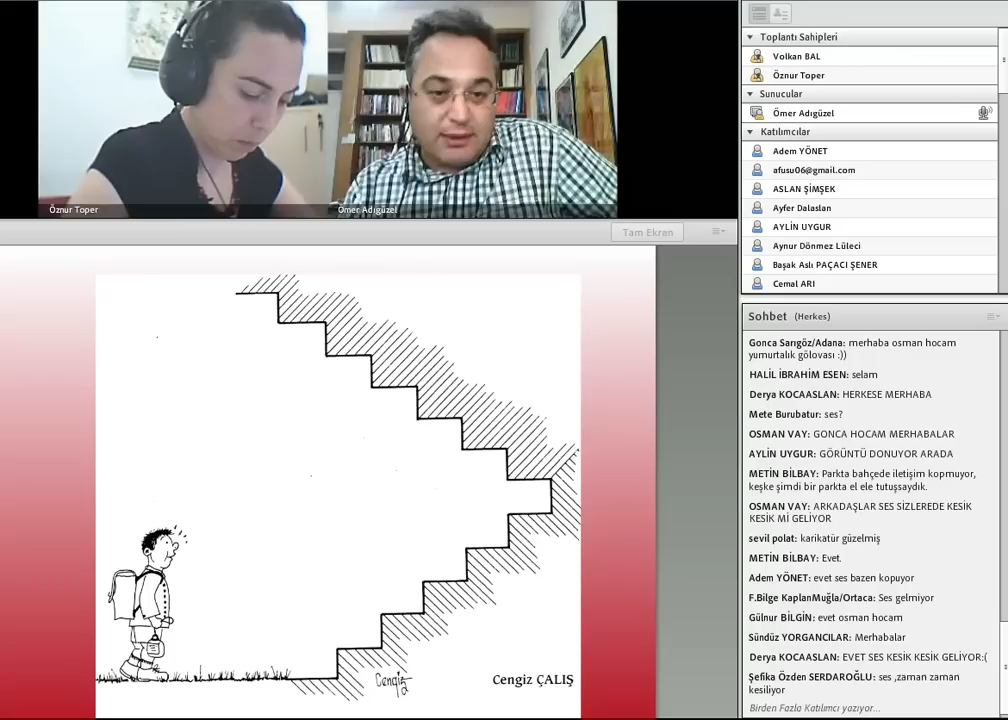 Öznur Toper
Ömer Adıgüzel
Tam Ekran
Cengiz
Cengiz ÇALIŞ
Toplantı Sahipleri
Volkan BAL
Öznur Toper
Sunucular
Ömer Adıgüzel
Katılımcılar
Adem YÖNET
afusu06@gmail.com
ASLAN ŞİMŞEK
Ayfer Dalaslan
AYLİN UYGUR
Aynur Dönmez Lüleci
Başak Aslı PAÇACI ŞENER
Cemal ARI
Sohbet (Herkes)
Gonca Sarıgöz/Adana: merhaba osman hocam
yumurtalık gölovası :))
HALİL İBRAHİM ESEN: selam
Derya KOCAASLAN: HERKESE MERHABA
Mete Burubatur: ses?
OSMAN VAY: GONCA HOCAM MERHABALAR
AYLİN UYGUR: GÖRÜNTÜ DONUYOR ARADA
METİN BİLBAY: Parkta bahçede iletişim kopmuyor,
keşke şimdi bir parkta el ele tutuşsaydık.
OSMAN VAY: ARKADAŞLAR SES SİZLEREDE KESİK
KESİK Mİ GELİYOR
sevil polat: karikatür güzelmiş
METİN BİLBAY: Evet.
Adem YÖNET: evet ses bazen kopuyor
F.Bilge KaplanMuğla/Ortaca: Ses gelmiyor
Gülnur BİLGİN: evet osman hocam
Sündüz YORGANCILAR: Merhabalar
Derya KOCAASLAN: EVET SES KESİK KESİK GELİYOR:(
Şefika Özden SERDAROĞLU: ses ,zaman zaman
kesiliyor
Birden Fazla Katılımcı yazıyor...